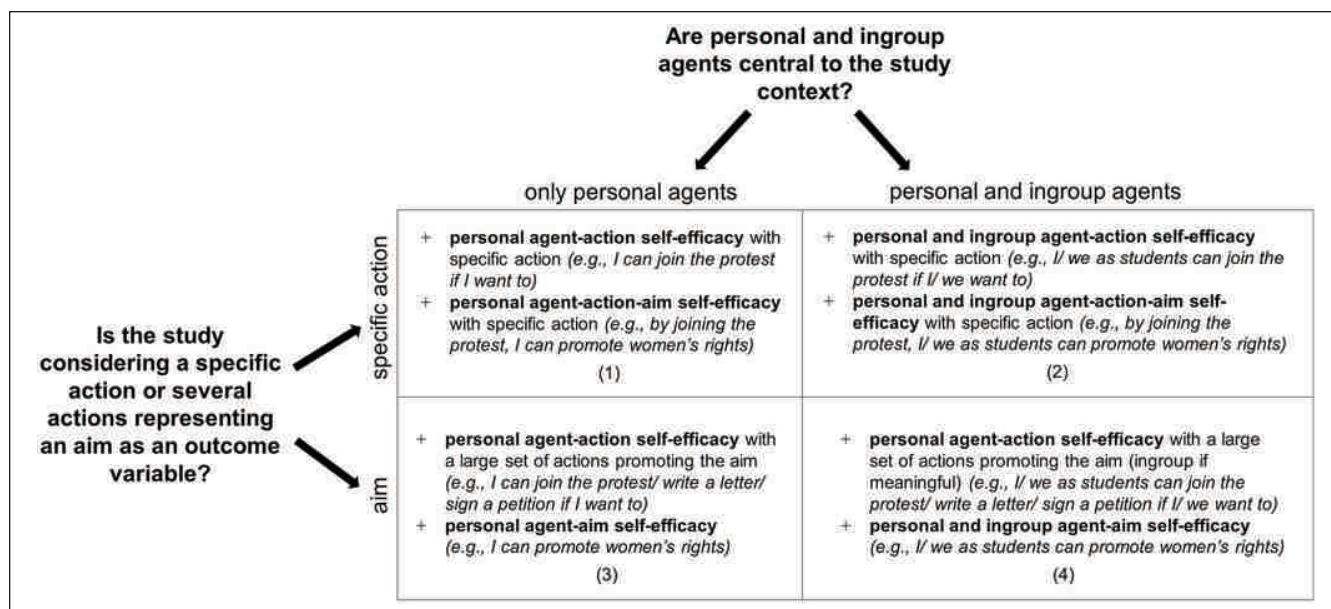 Are personal and ingroup
agents central to the study
context?
only personal agents
personal and ingroup agents
Is the study
considering a specific
action or several
actions representing
an aim as an outcome
variable?
specific action
+ personal agent-action self-efficacy with
specific action (e.g., I can join the protest
if I want to)
+ personal agent-action-aim self-efficacy
with specific action (e.g., by joining the
protest, I can promote women's rights)
(1)
+ personal and ingroup agent-action self-efficacy
with specific action (e.g., I/ we as students can join the
protest if I/ we want to)
+ personal and ingroup agent-action-aim self-
efficacy with specific action (e.g., by joining the
protest, I/ we as students can promote women's rights)
(2)
aim
+ personal agent-action self-efficacy with
a large set of actions promoting the aim
(e.g., I can join the protest/ write a letter/
sign a petition if I want to)
+ personal agent-aim self-efficacy
(e.g., I can promote women's rights)
(3)
+ personal agent-action self-efficacy with a large
set of actions promoting the aim (ingroup if
meaningful) (e.g., I/ we as students can join the
protest/ write a letter/ sign a petition if I/ we want to)
+ personal and ingroup agent-aim self-efficacy
(e.g., I/ we as students can promote women's rights)
(4)